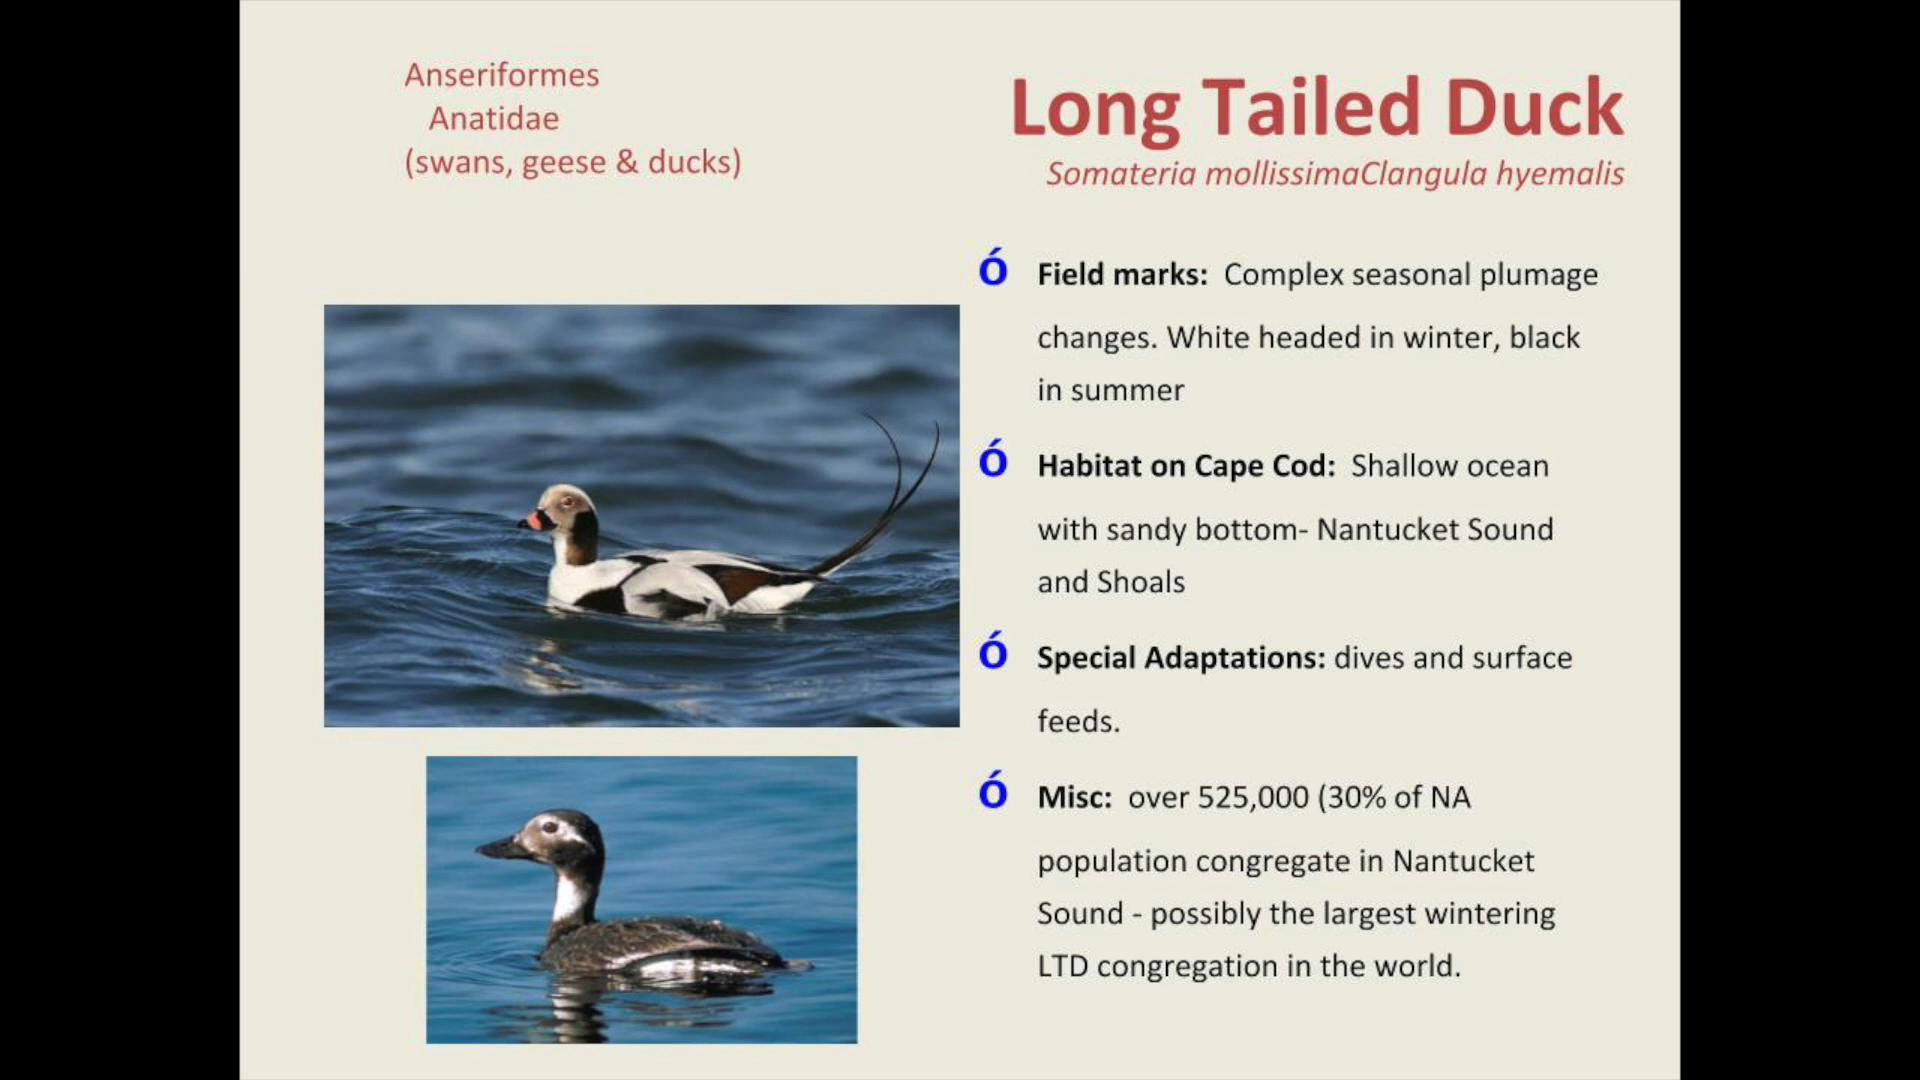 Anseriformes
Anatidae
(swans, geese & ducks)
Long Tailed Duck
Somateria mollissimaClangula hyemalis
Ó Field marks: Complex seasonal plumage
changes. White headed in winter, black
in summer
Ó Habitat on Cape Cod: Shallow ocean
with sandy bottom- Nantucket Sound
and Shoals
Ó Special Adaptations: dives and surface
feeds.
Ó Misc: over 525,000 (30% of NA
population congregate in Nantucket
Sound - possibly the largest wintering
LTD congregation in the world.